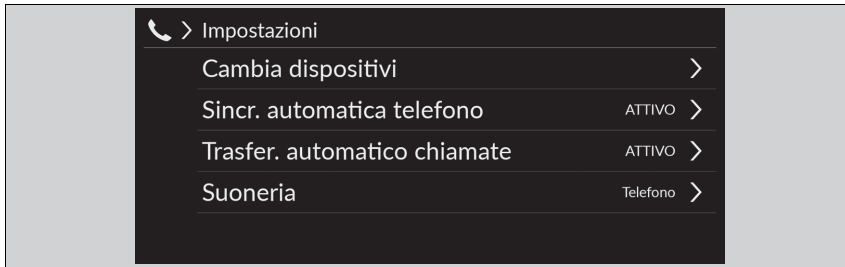 Impostazioni
Cambia dispositivi
Sincr. automatica telefono ATTIVO
Trasfer. automatico chiamate ATTIVO
Suoneria Telefono